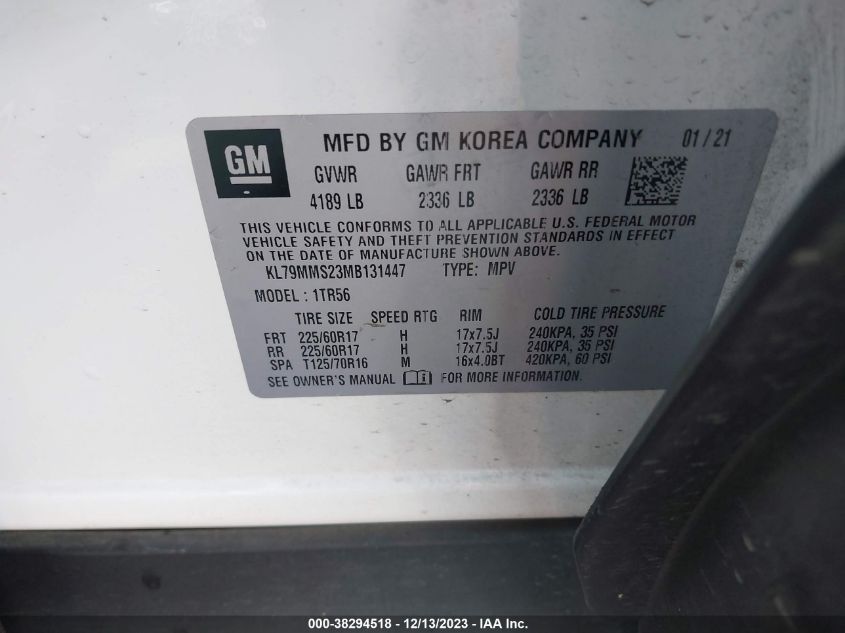 GM
MFD BY GM KOREA COMPANY 01/21
GVWR GAWR FRT GAWR RR
4189 LB 2336 LB 2336 LB
THIS VEHICLE CONFORMS TO ALL APPLICABLE U.S. FEDERAL MOTOR
VEHICLE SAFETY AND THEFT PREVENTION STANDARDS IN EFFECT
ON THE DATE OF MANUFACTURE SHOWN ABOVE.
KL79MMS23MB131447 TYPE: MPV
MODEL : 1TR56
TIRE SIZE SPEED RTG RIM COLD TIRE PRESSURE
FRT 225/60R17 H 17x7.5J 240KPA, 35 PSI
RR 225/60R17 H 17x7.5J 240KPA, 35 PSI
SPA T125/70R16 M 16x4.0BT 420KPA, 60 PSI
SEE OWNER'S MANUAL FOR MORE INFORMATION.
000-38294518 - 12/13/2023 - IAA Inc.